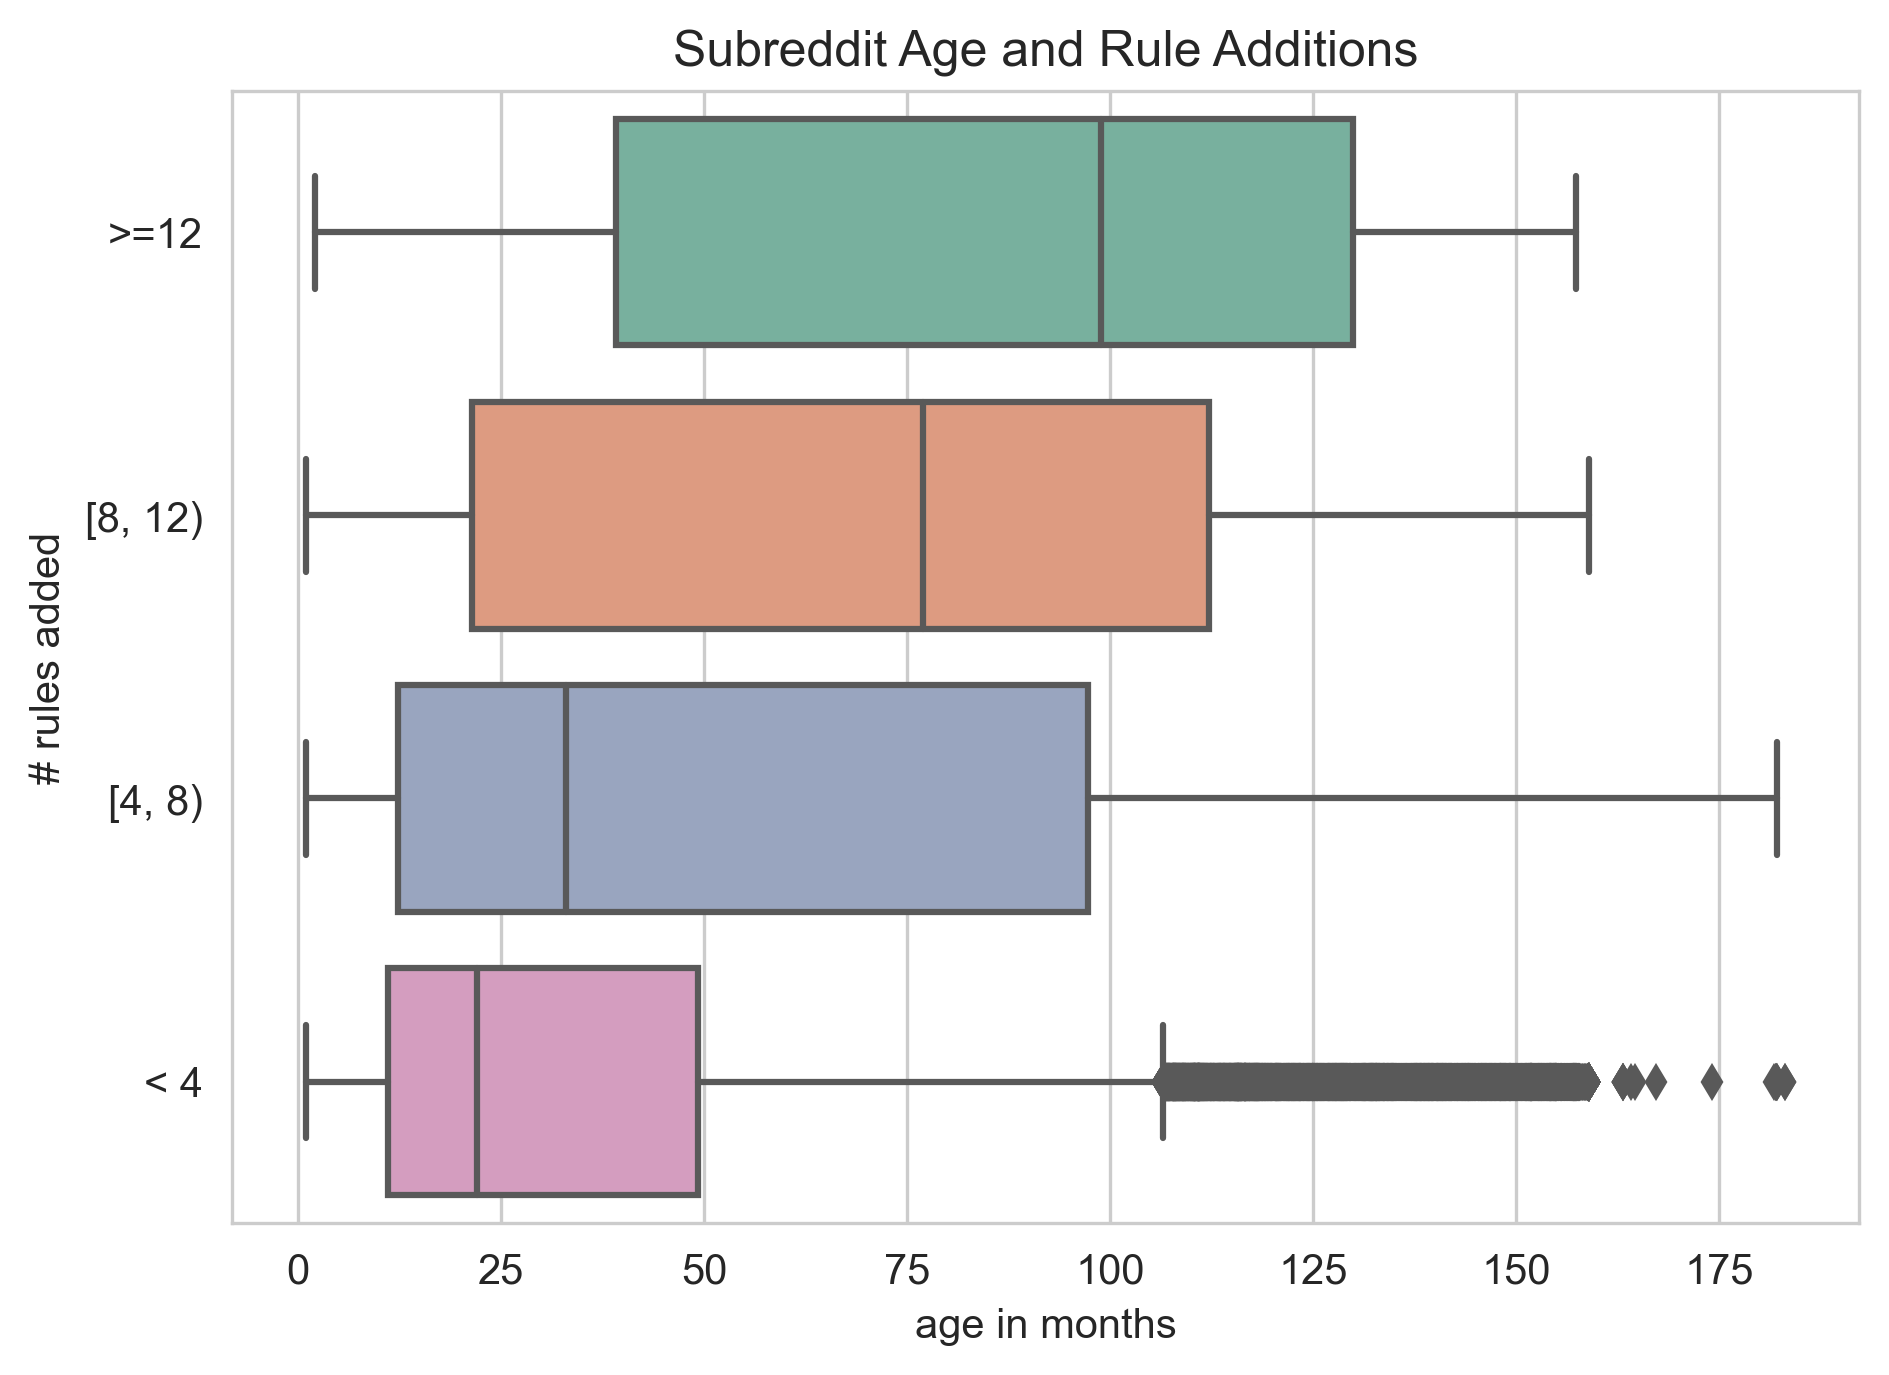 Subreddit Age and Rule Additions
# rules added
>=12
[8, 12)
[4, 8)
< 4
0 25 50 75 100 125 150 175
age in months